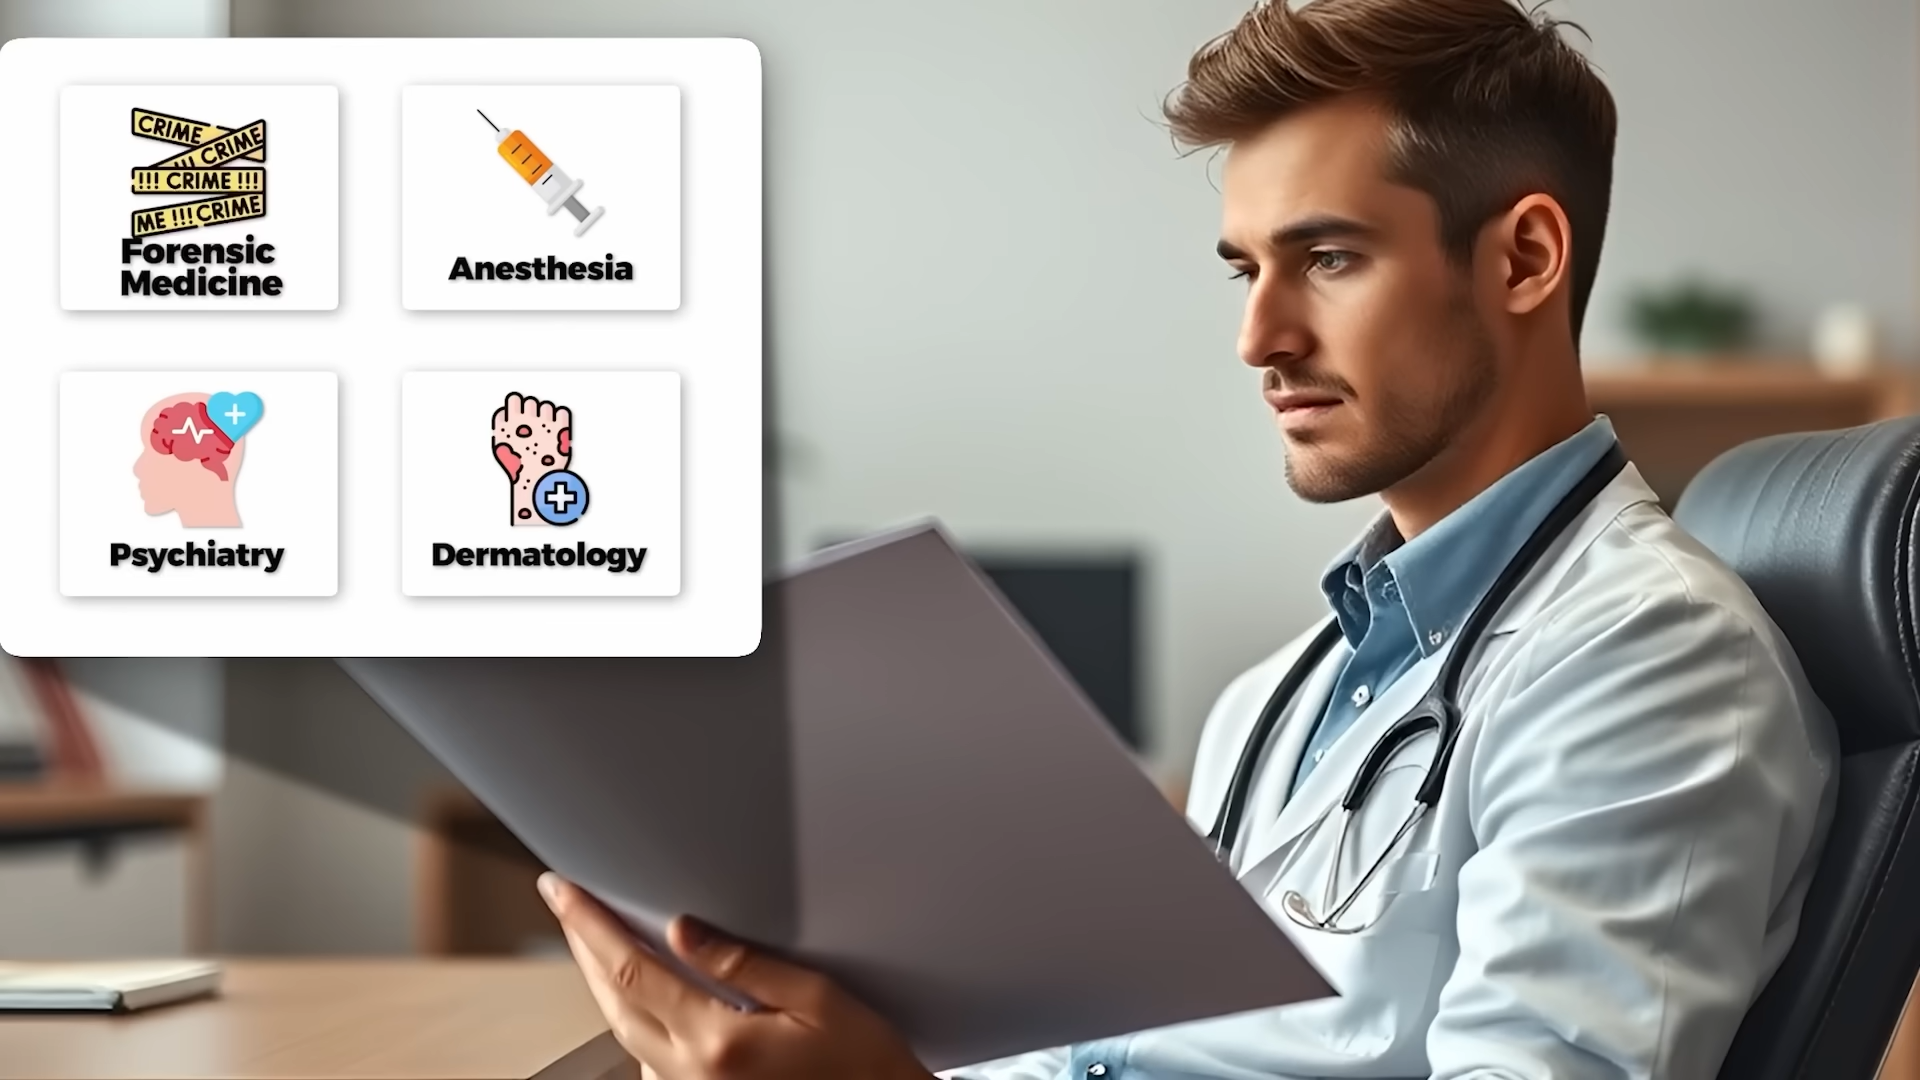 CRIME
!!! CRIME
!!! CRIME !!!
ME !!! CRIME
Forensic
Medicine
Anesthesia
Psychiatry
Dermatology